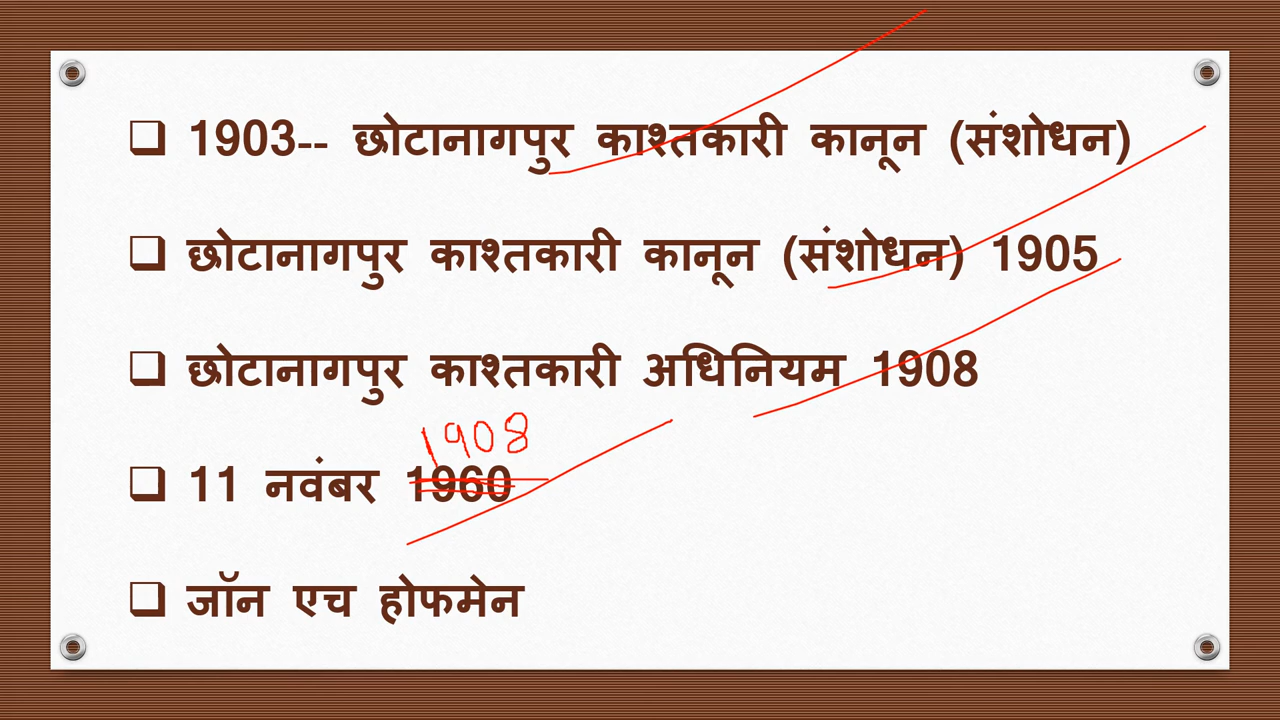 1903-- छोटानागपुर काश्तकारी कानून (संशोधन)
छोटानागपुर काश्तकारी कानून (संशोधन) 1905
छोटानागपुर काश्तकारी अधिनियम 1908
1908
11 नवंबर 1960
जॉन एच होफमेन